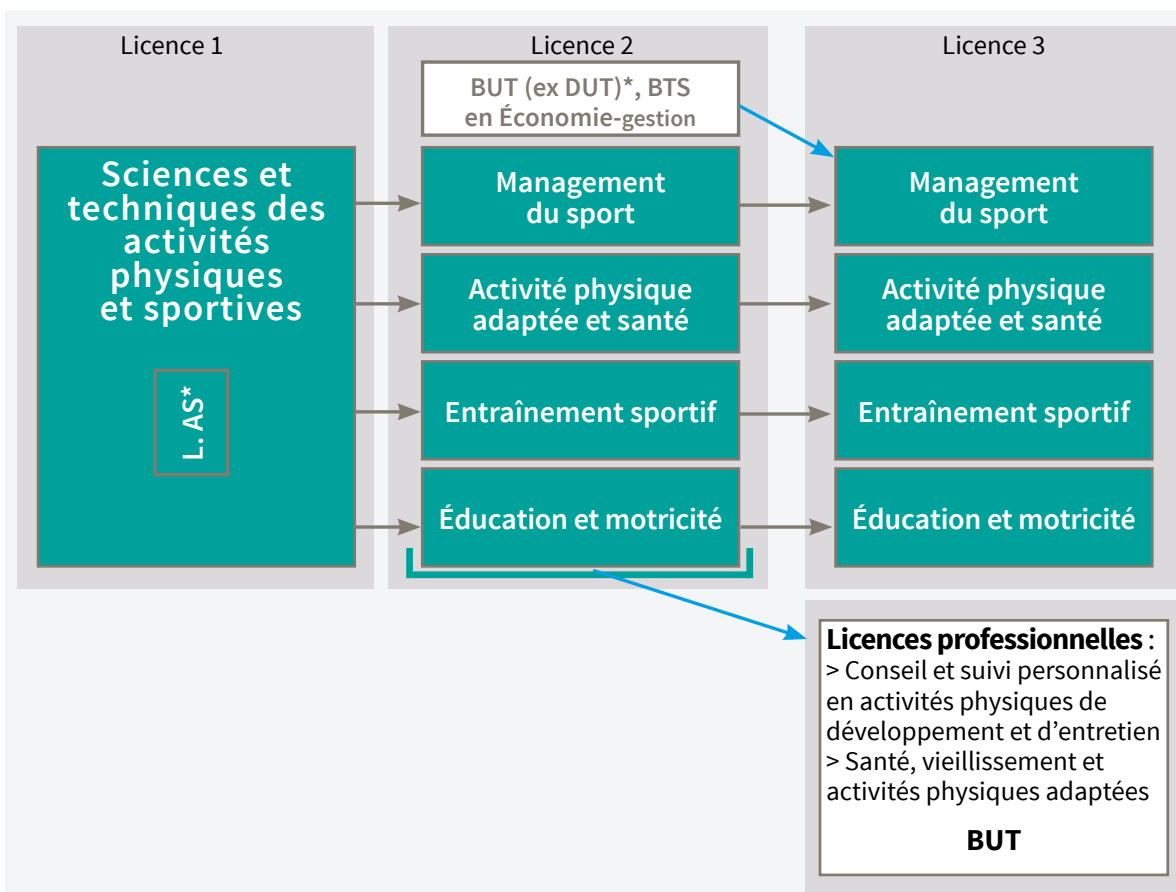 Licence 1
Sciences et
techniques des
activités
physiques
et sportives
L. AS*
Licence 2
BUT (ex DUT)*, BTS
en Économie-gestion
Management
du sport
Activité physique
adaptée et santé
Entraînement sportif
Éducation et motricité
Licence 3
Management
du sport
Activité physique
adaptée et santé
Entraînement sportif
Éducation et motricité
Licences professionnelles :
> Conseil et suivi personnalisé
en activités physiques de
développement et d’entretien
> Santé, vieillissement et
activités physiques adaptées
BUT